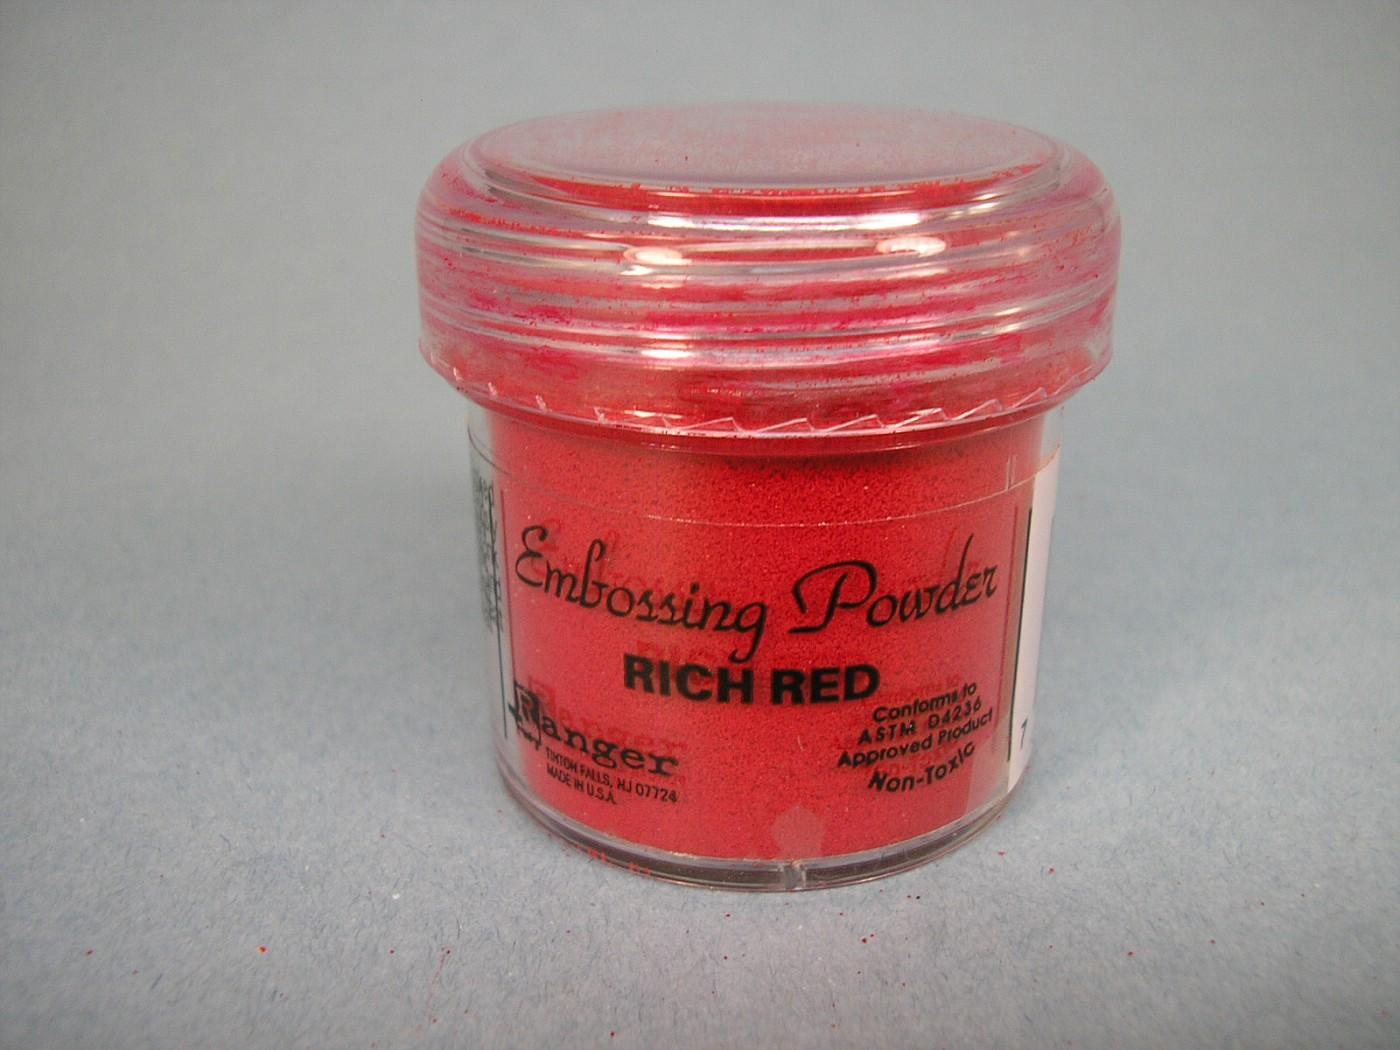 Embossing Powder
RICH RED
Ranger
TINTON FALLS, NJ 07724
MADE IN U.S.A.
Conforms to
ASTM D4236
Approved Product
Non-Toxic
7